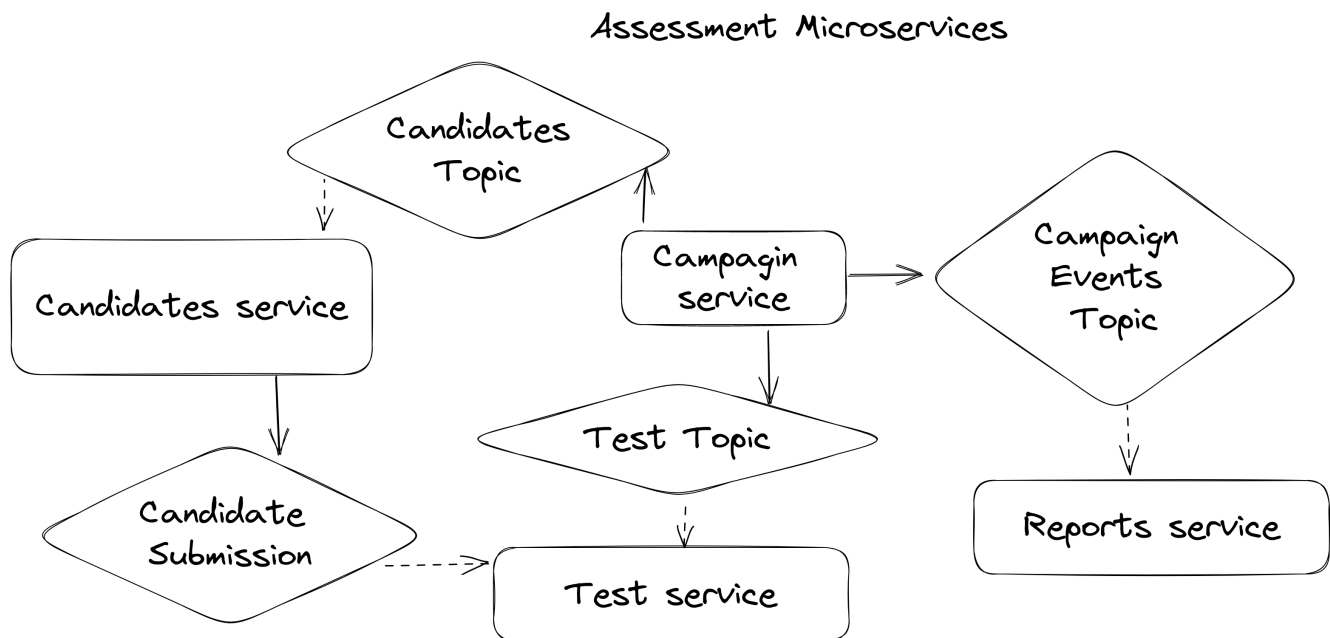 Assessment Microservices
Candidates
Topic
Campaign
Events
Topic
Campagin
service
Candidates service
Test Topic
Candidate
Submission
Reports service
Test service